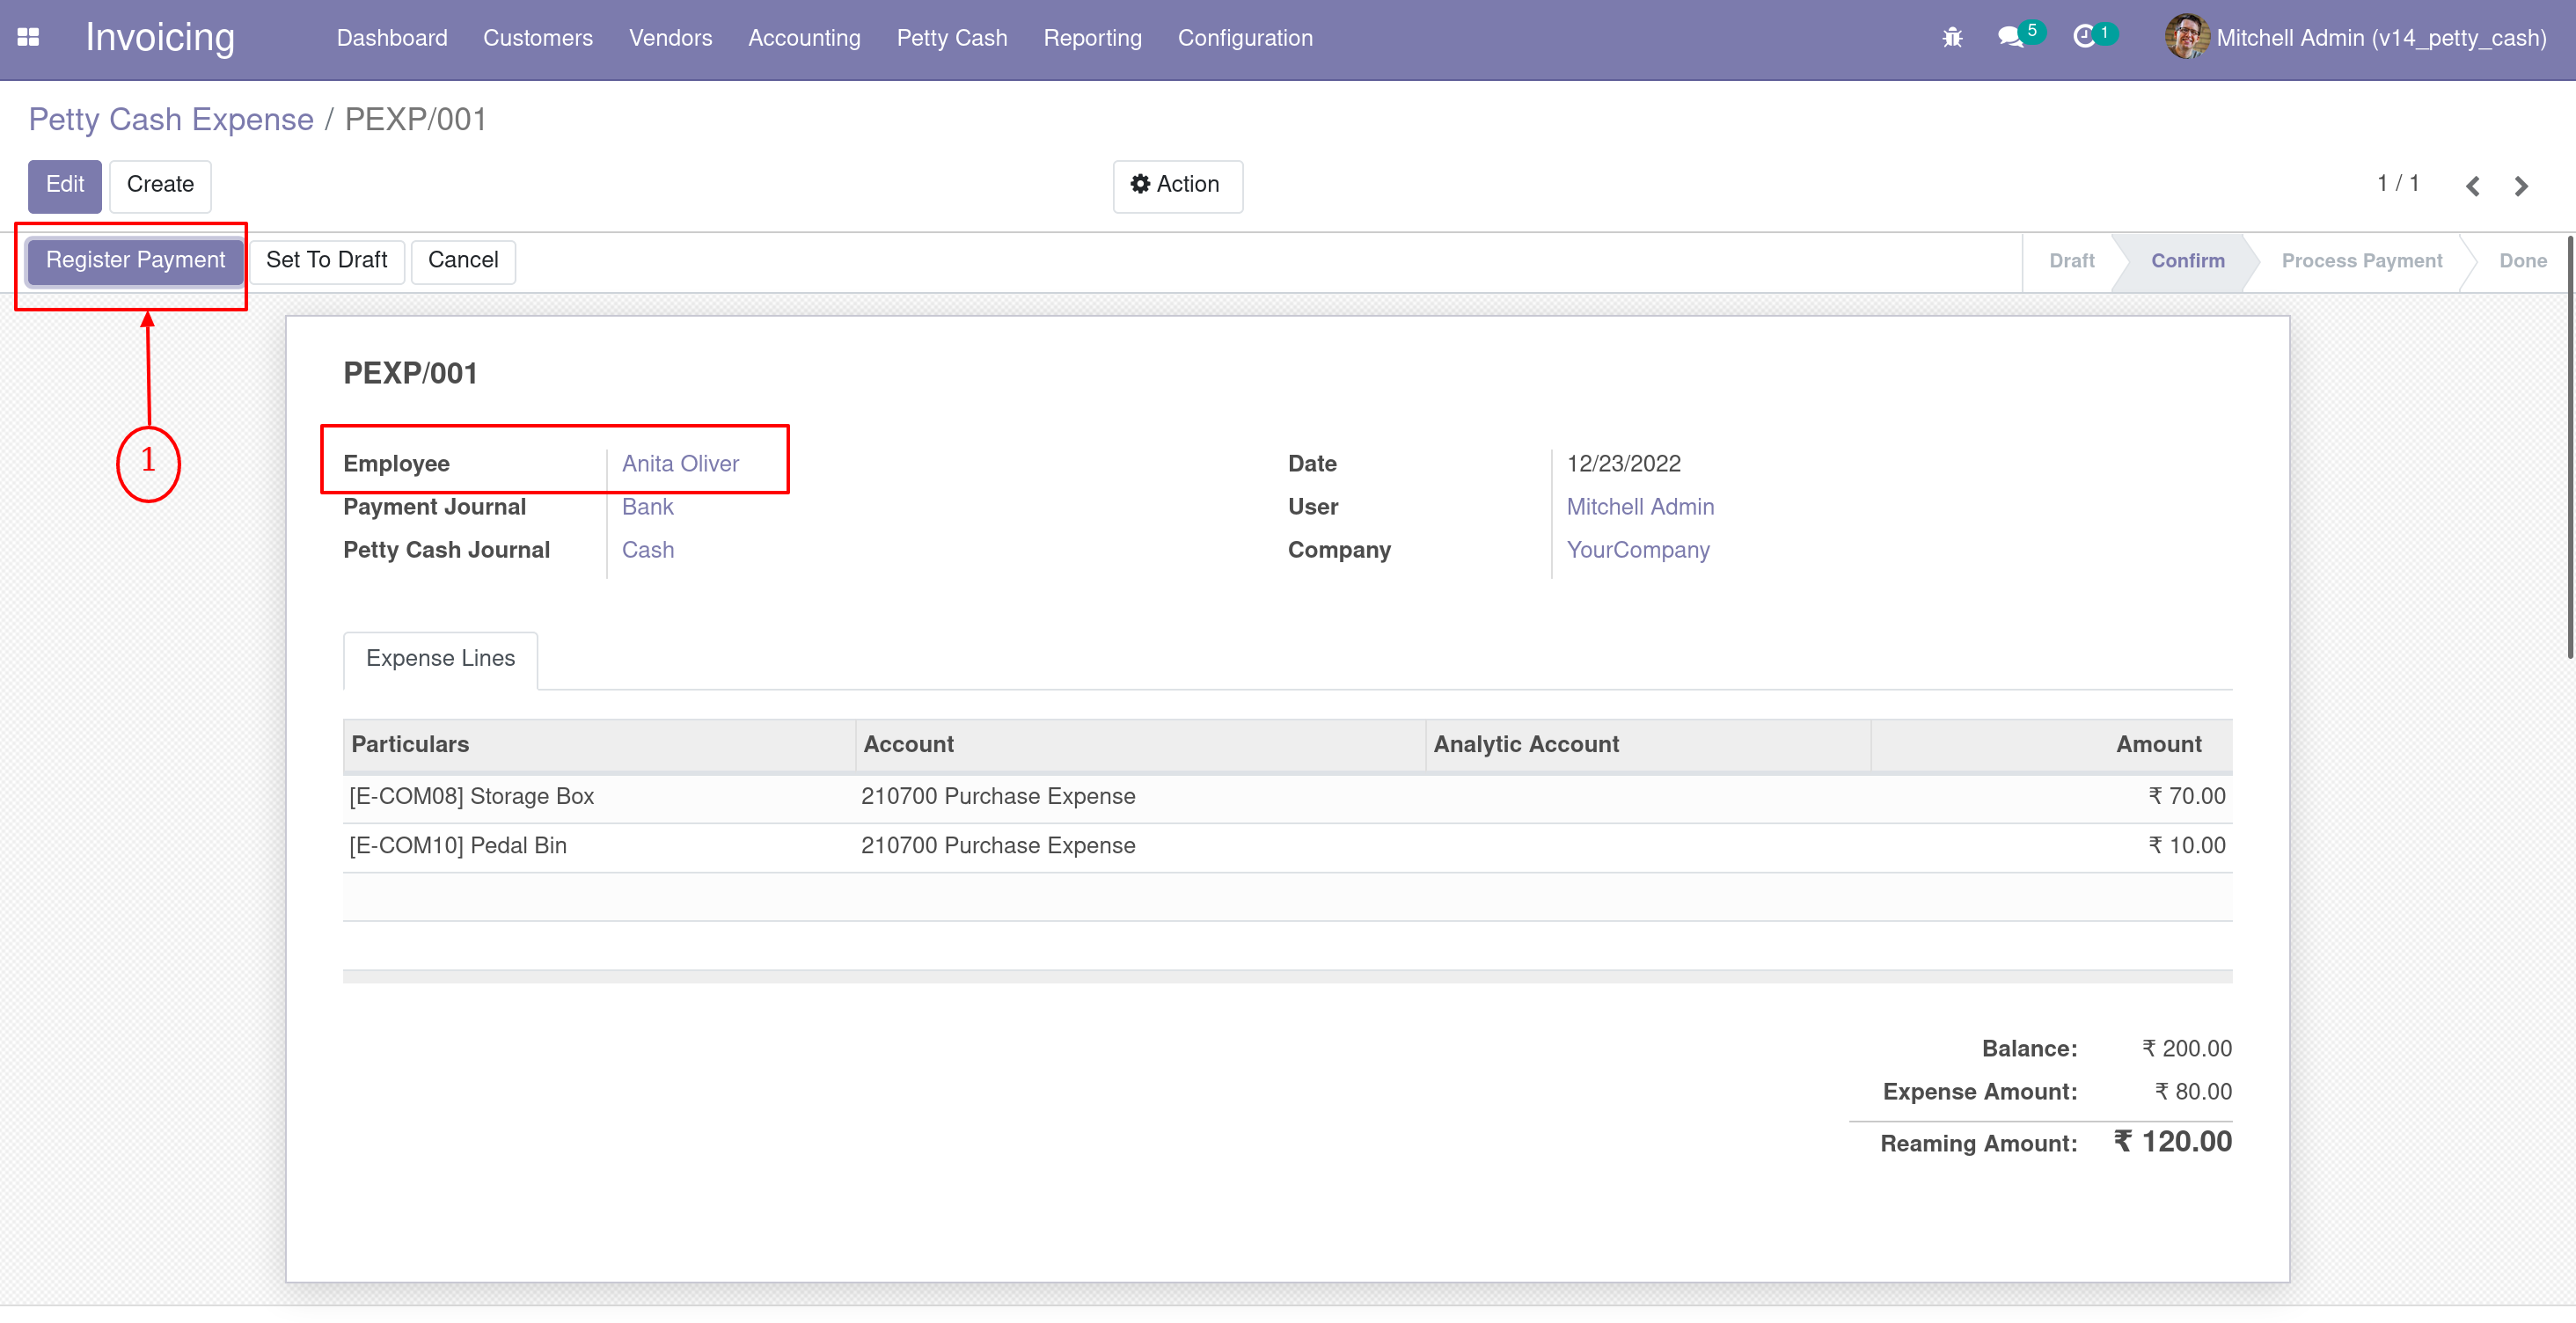 Invoicing Dashboard Customers Vendors Accounting Petty Cash Reporting Configuration 5 1 Mitchell Admin (v14_petty_cash)
Petty Cash Expense / PEXP/001
Edit Create Action 1 / 1
Register Payment Set To Draft Cancel Draft Confirm Process Payment Done
PEXP/001
1
Employee Anita Oliver Date 12/23/2022
Payment Journal Bank User Mitchell Admin
Petty Cash Journal Cash Company YourCompany
Expense Lines
Particulars Account Analytic Account Amount
[E-COM08] Storage Box 210700 Purchase Expense ₹ 70.00
[E-COM10] Pedal Bin 210700 Purchase Expense ₹ 10.00
Balance: ₹ 200.00
Expense Amount: ₹ 80.00
Reaming Amount: ₹ 120.00